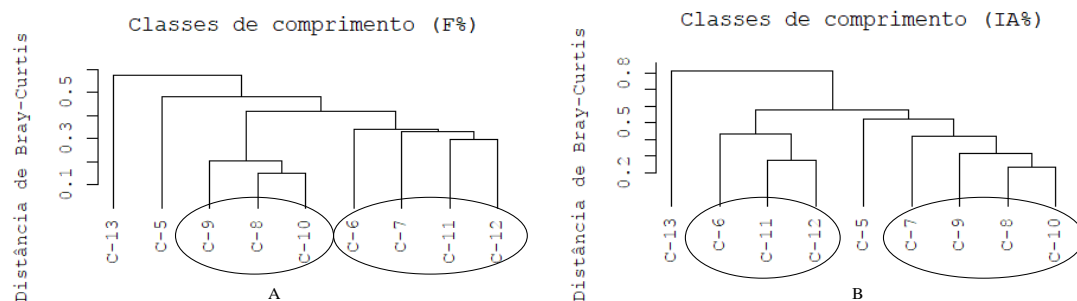 Classes de comprimento (F%)
Distância de Bray-Curtis
0.5
0.3
0.1
C-13
C-5
C-9
C-8
C-10
C-6
C-7
C-11
C-12
A
Classes de comprimento (IA%)
Distância de Bray-Curtis
0.8
0.5
0.2
C-13
C-6
C-11
C-12
C-5
C-7
C-9
C-8
C-10
B